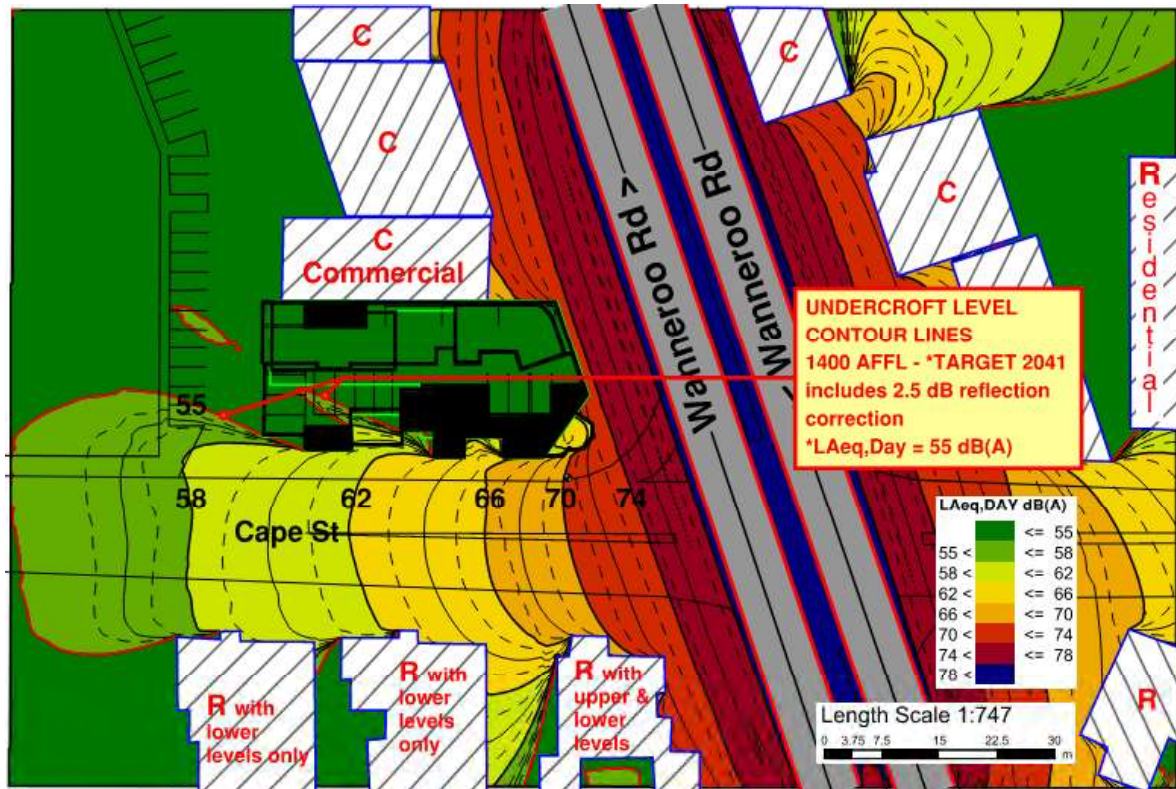 C
C
C
Commercial
C
C
Residential
Wanneroo Rd >
< Wanneroo Rd
UNDERCROFT LEVEL
CONTOUR LINES
1400 AFFL - *TARGET 2041
includes 2.5 dB reflection
correction
*LAeq,Day = 55 dB(A)
55
58
62
66
70
74
Cape St
LAeq,DAY dB(A)
<= 55
55 < <= 58
58 < <= 62
62 < <= 66
66 < <= 70
70 < <= 74
74 < <= 78
78 <
R with
lower
levels only
R with
lower
levels
only
R with
upper &
lower
levels
R
Length Scale 1:747
0 3.75 7.5 15 22.5 30
m